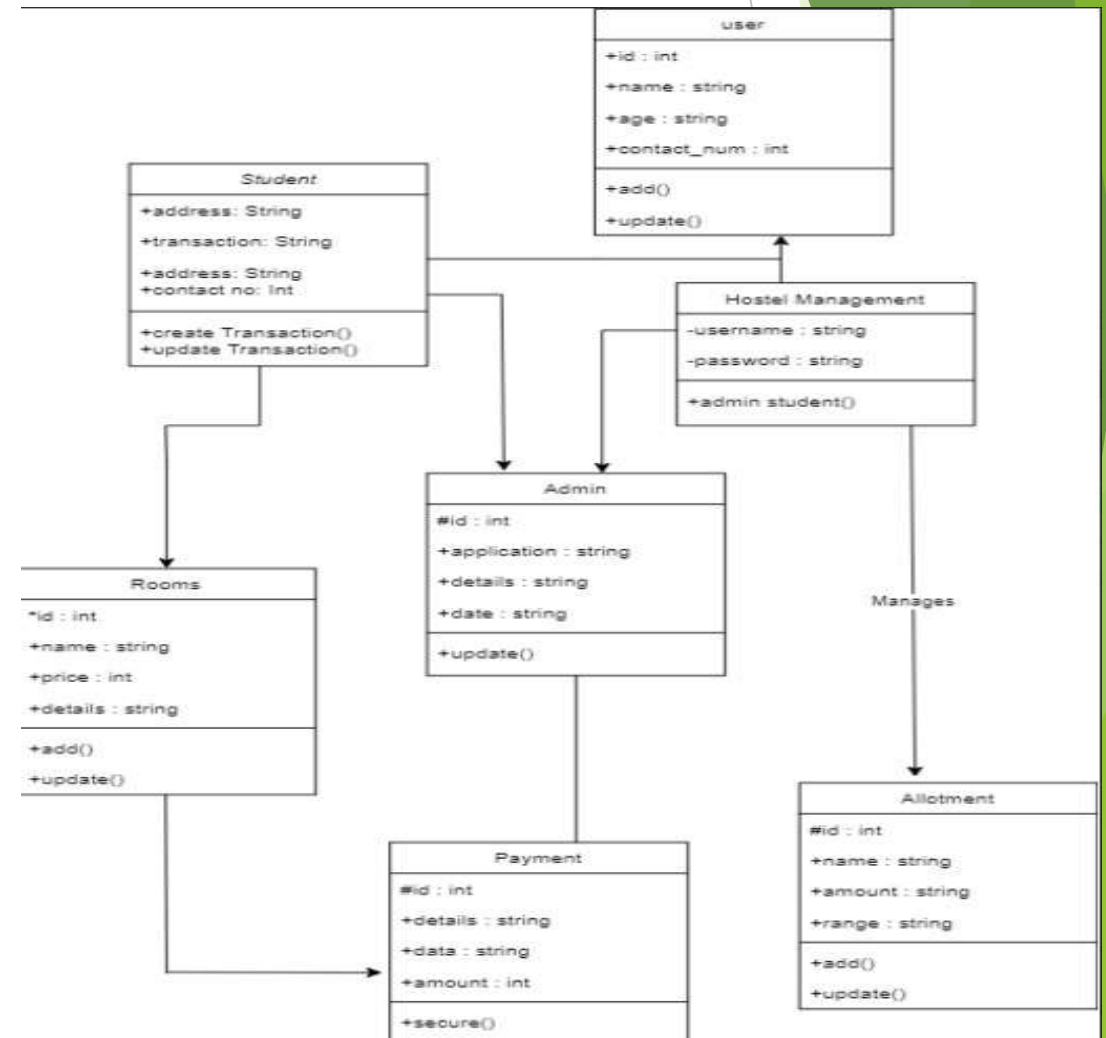 user
+id : int
+name : string
+age : string
+contact_num : int
+add()
+update()
Student
+address: String
+transaction: String
+address: String
+contact no: Int
+create Transaction()
+update Transaction()
Hostel Management
-username : string
-password : string
+admin student()
Admin
#id : int
+application : string
+details : string
+date : string
+update()
Manages
Rooms
*id : int
+name : string
+price : int
+details : string
+add()
+update()
Payment
#id : int
+details : string
+data : string
+amount : int
+secure()
Allotment
#id : int
+name : string
+amount : string
+range : string
+add()
+update()